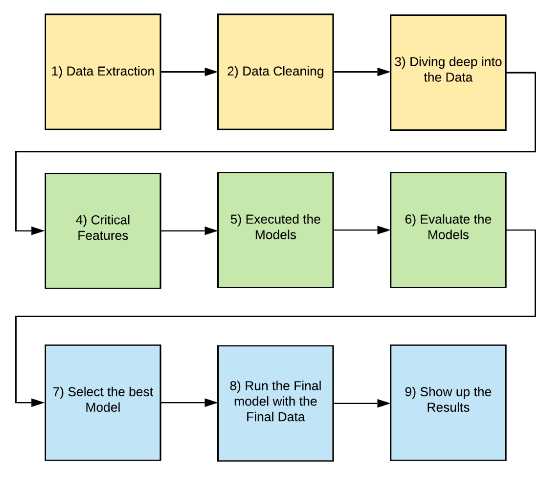 1) Data Extraction
2) Data Cleaning
3) Diving deep into
the Data
4) Critical
Features
5) Executed the
Models
6) Evaluate the
Models
7) Select the best
Model
8) Run the Final
model with the
Final Data
9) Show up the
Results